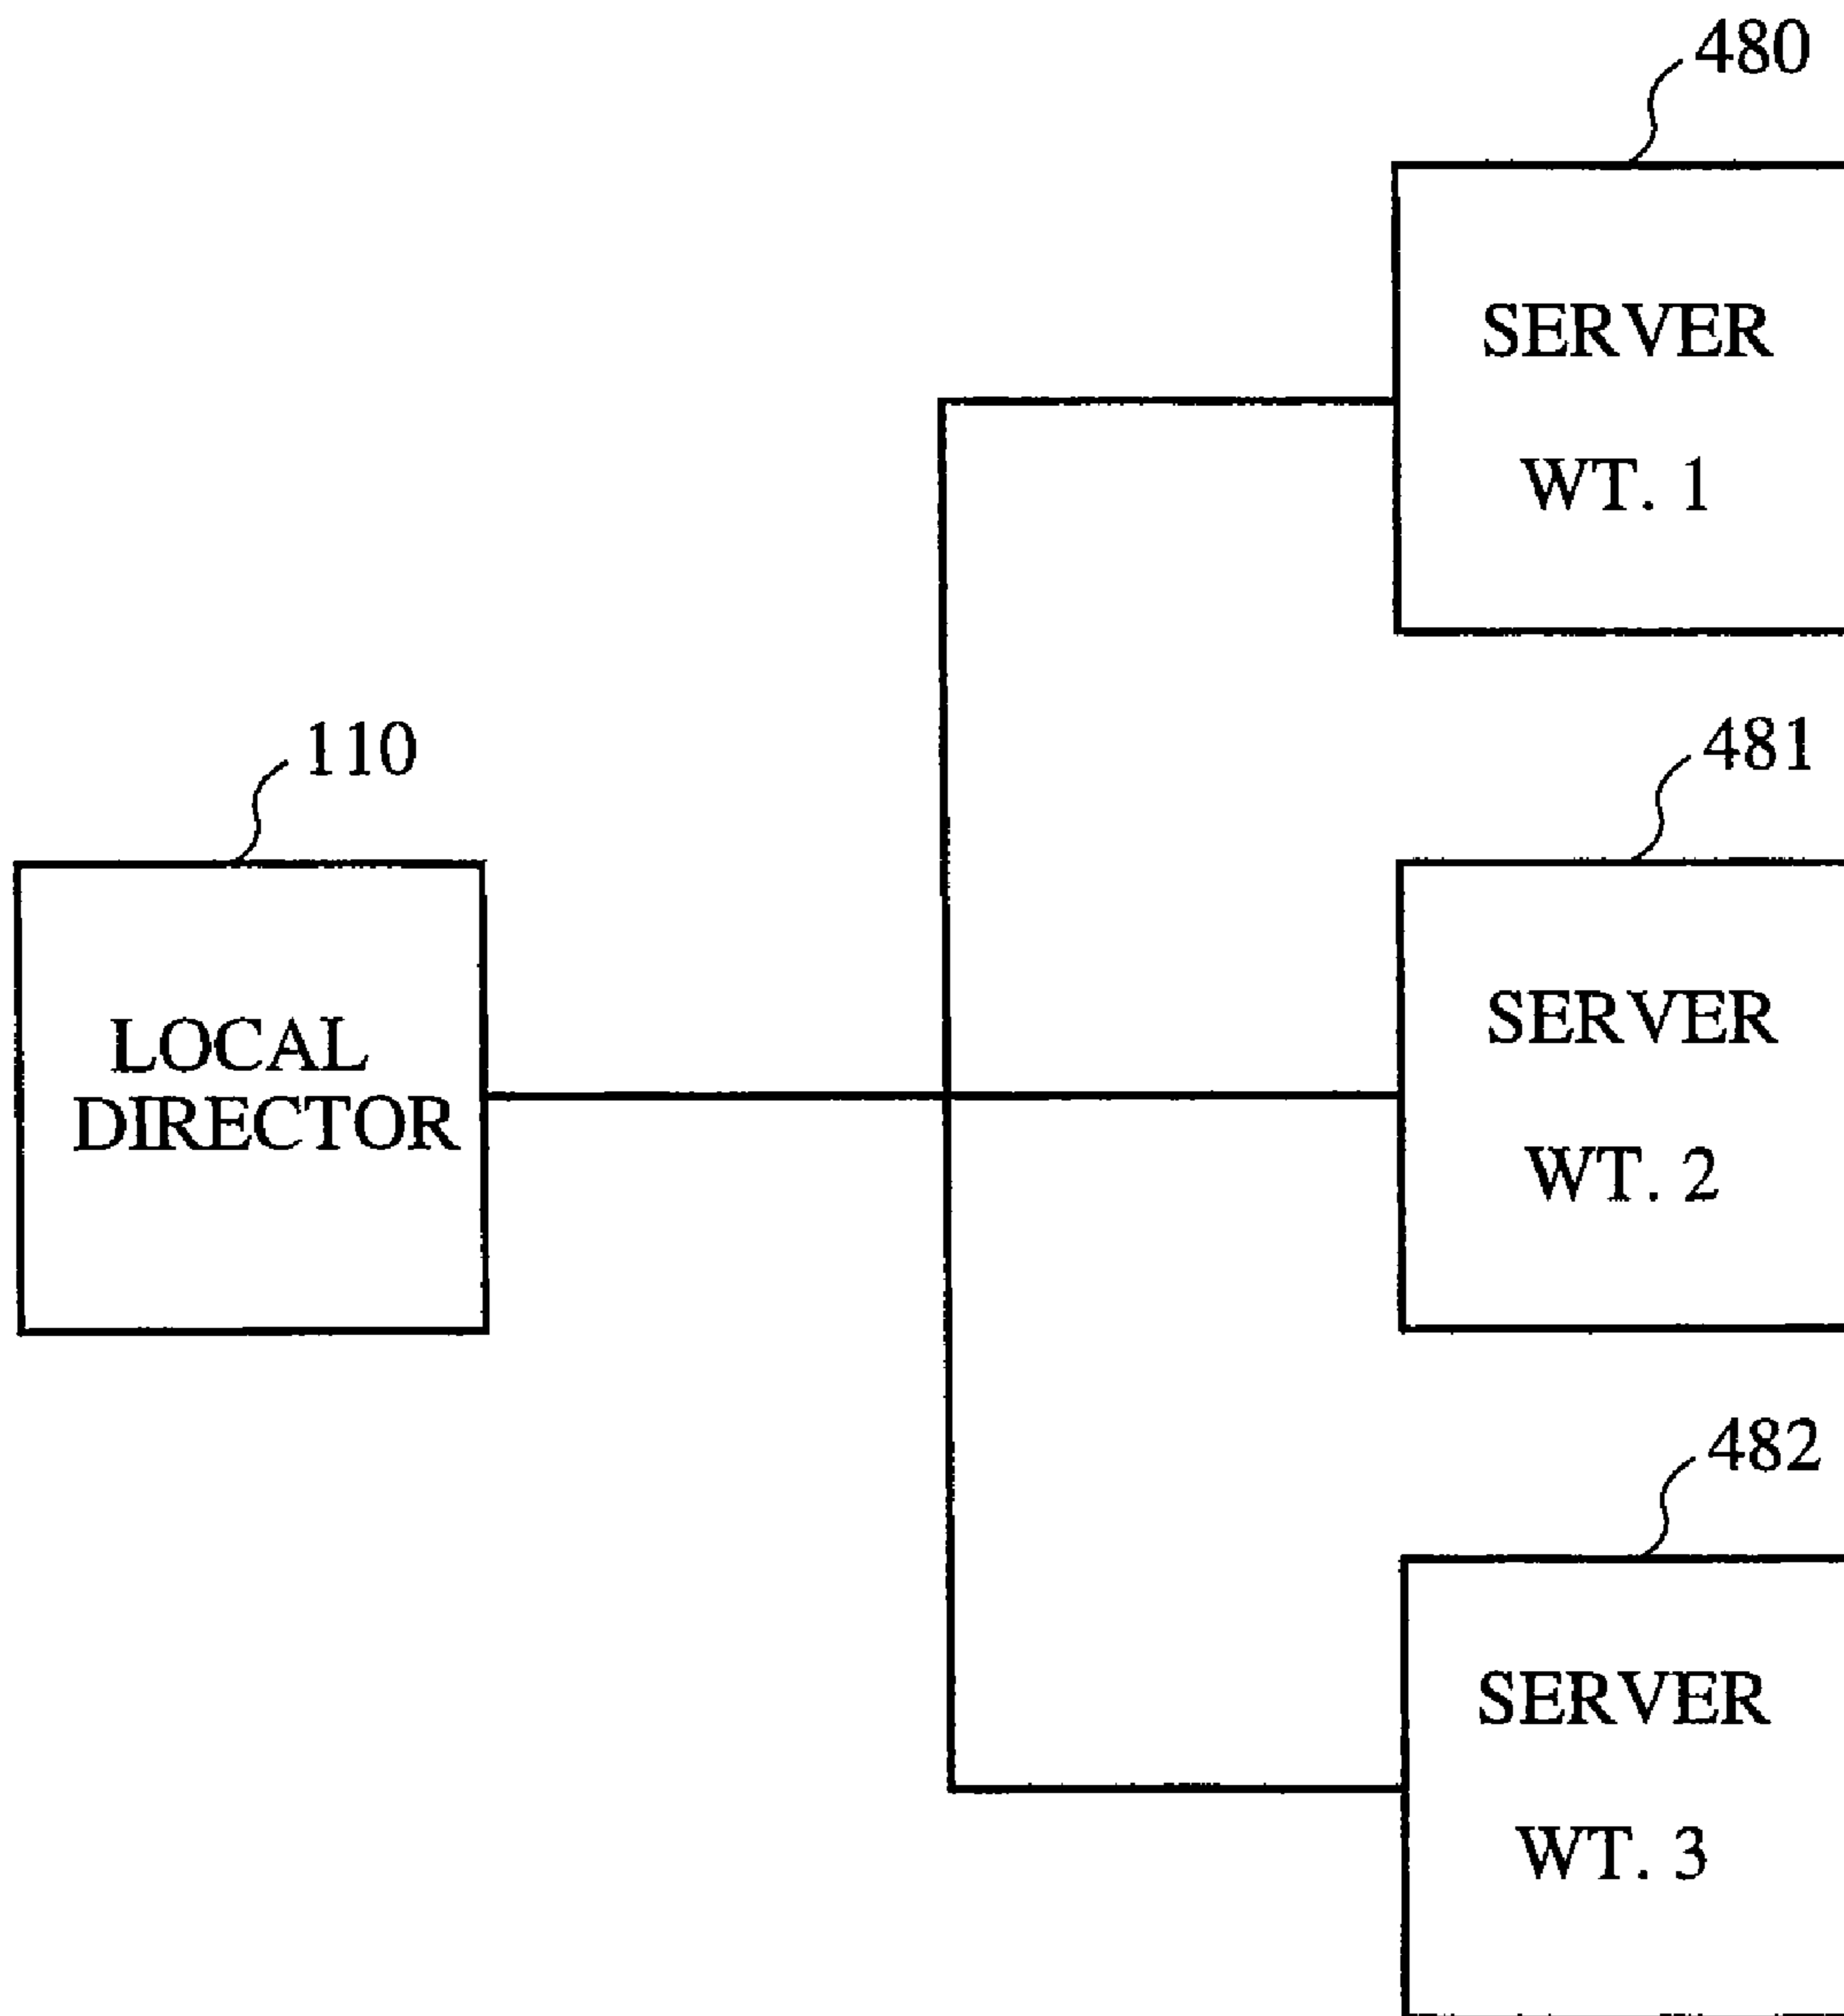 480
SERVER
WT. 1
110
481
LOCAL
DIRECTOR
SERVER
WT. 2
482
SERVER
WT. 3